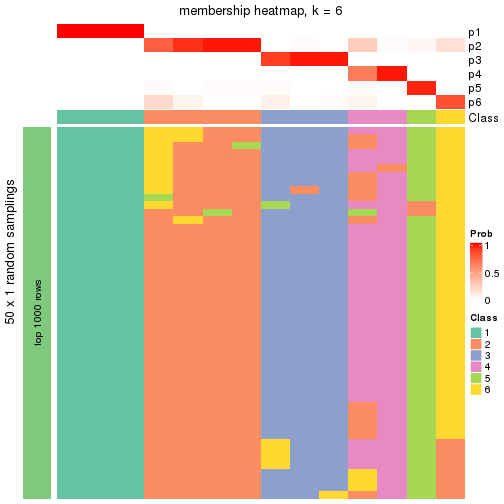 membership heatmap, k = 6
p1
p2
p3
p4
p5
p6
Class
50 x 1 random samplings
top 1000 rows
Prob
1
0.5
0
Class
1
2
3
4
5
6